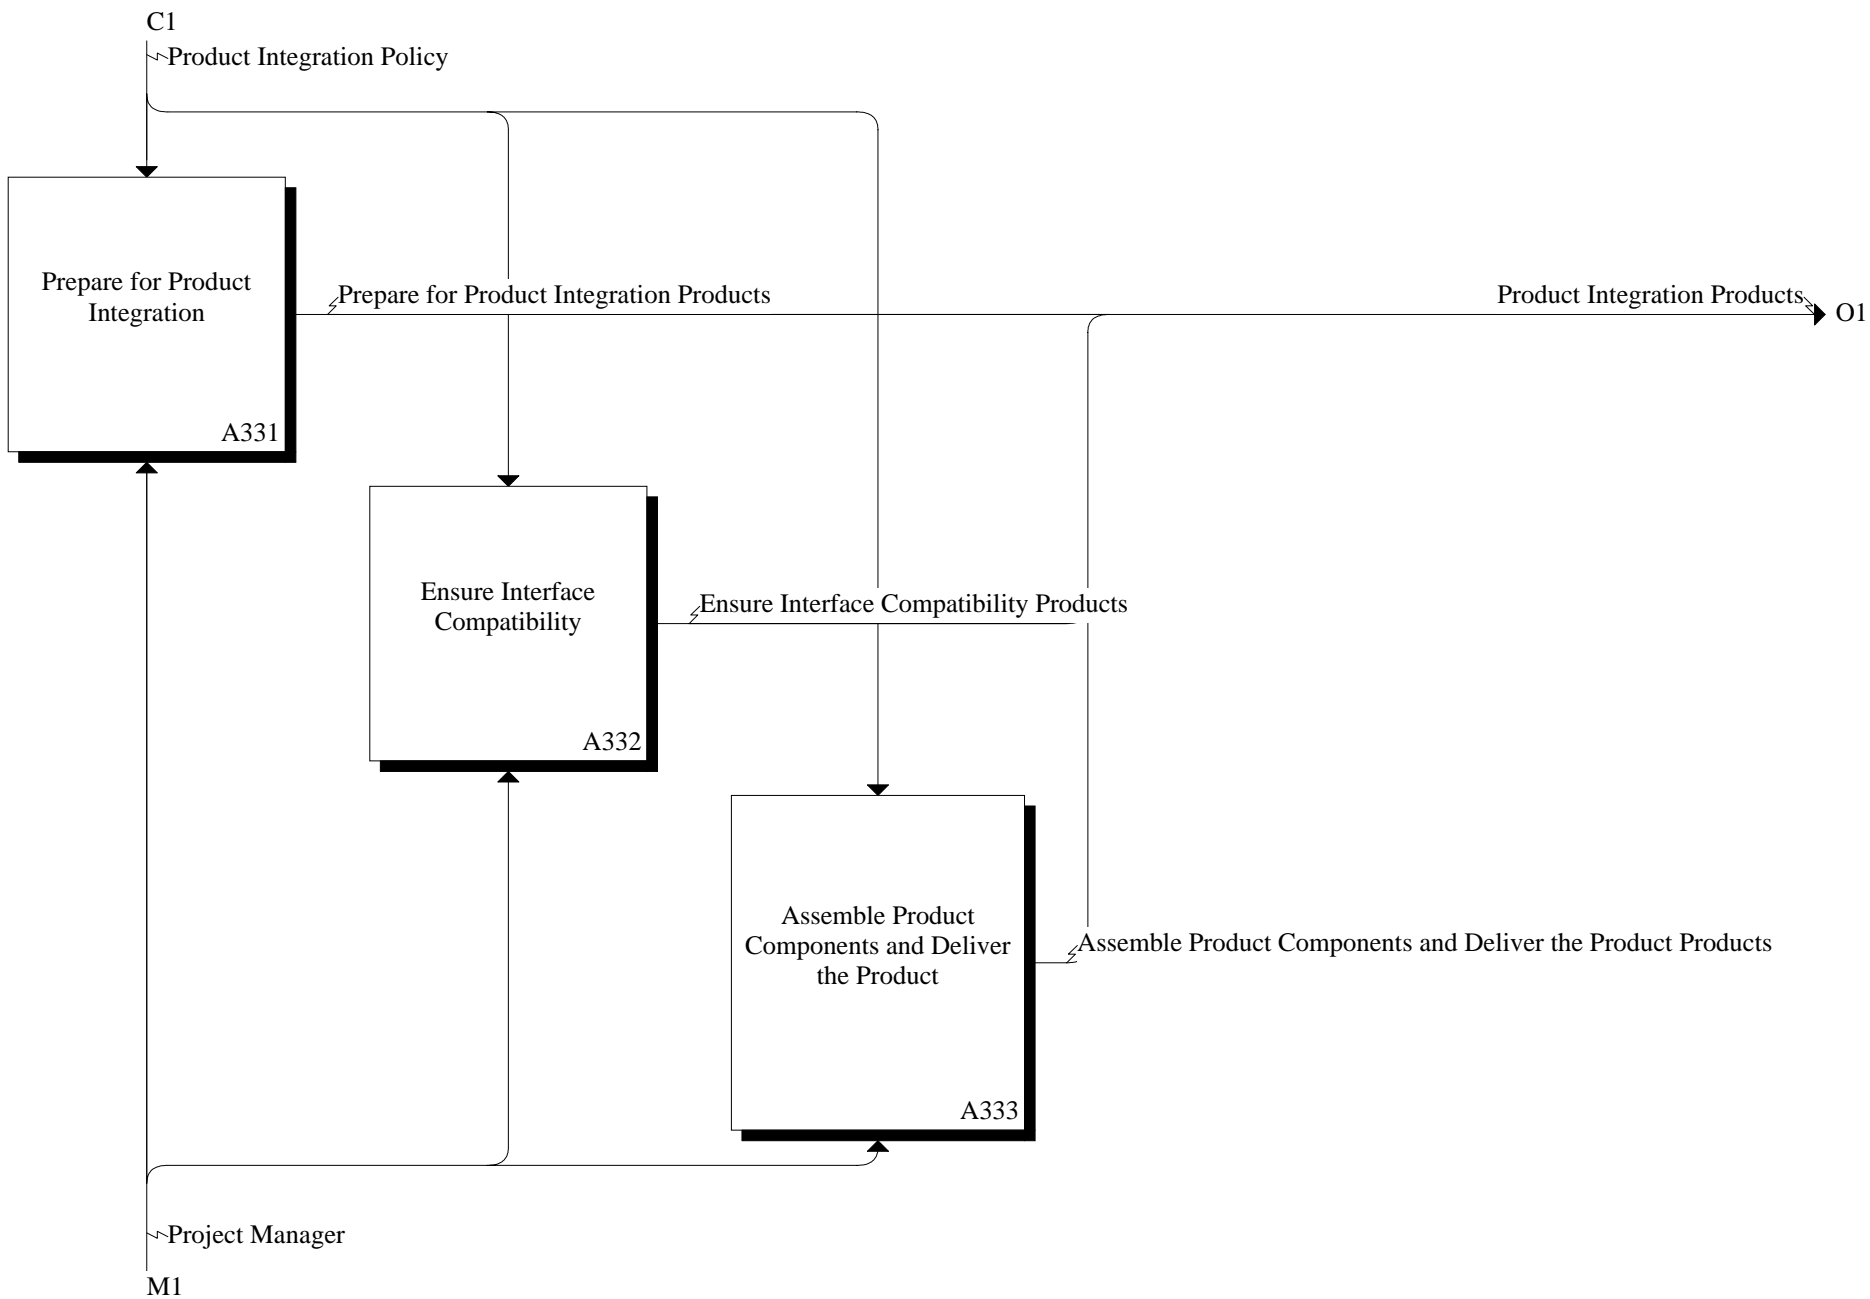 C1
Product Integration Policy
Prepare for Product
Integration
A331
Prepare for Product Integration Products
Product Integration Products
O1
Ensure Interface
Compatibility
A332
Ensure Interface Compatibility Products
Assemble Product
Components and Deliver
the Product
A333
Assemble Product Components and Deliver the Product Products
Project Manager
M1